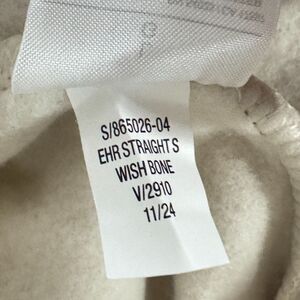 S/865026-04
EHR STRAIGHT S
WISH BONE
V/2910
11/24